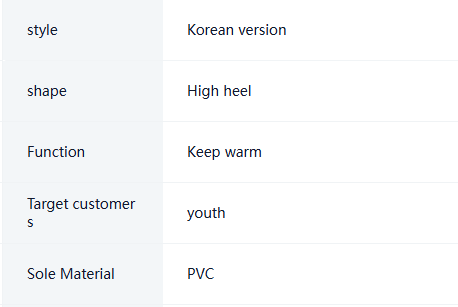 style
Korean version
shape
High heel
Function
Keep warm
Target customer
s
youth
Sole Material
PVC